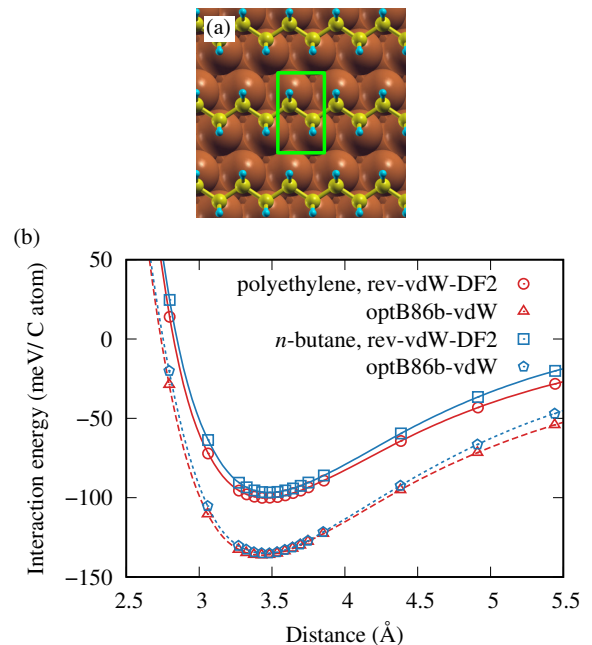 (a)
(b)
50
0
−50
−100
−150
Interaction energy (meV/ C atom)
polyethylene, rev-vdW-DF2
optB86b-vdW
n-butane, rev-vdW-DF2
optB86b-vdW
2.5 3 3.5 4 4.5 5 5.5
Distance (Å)